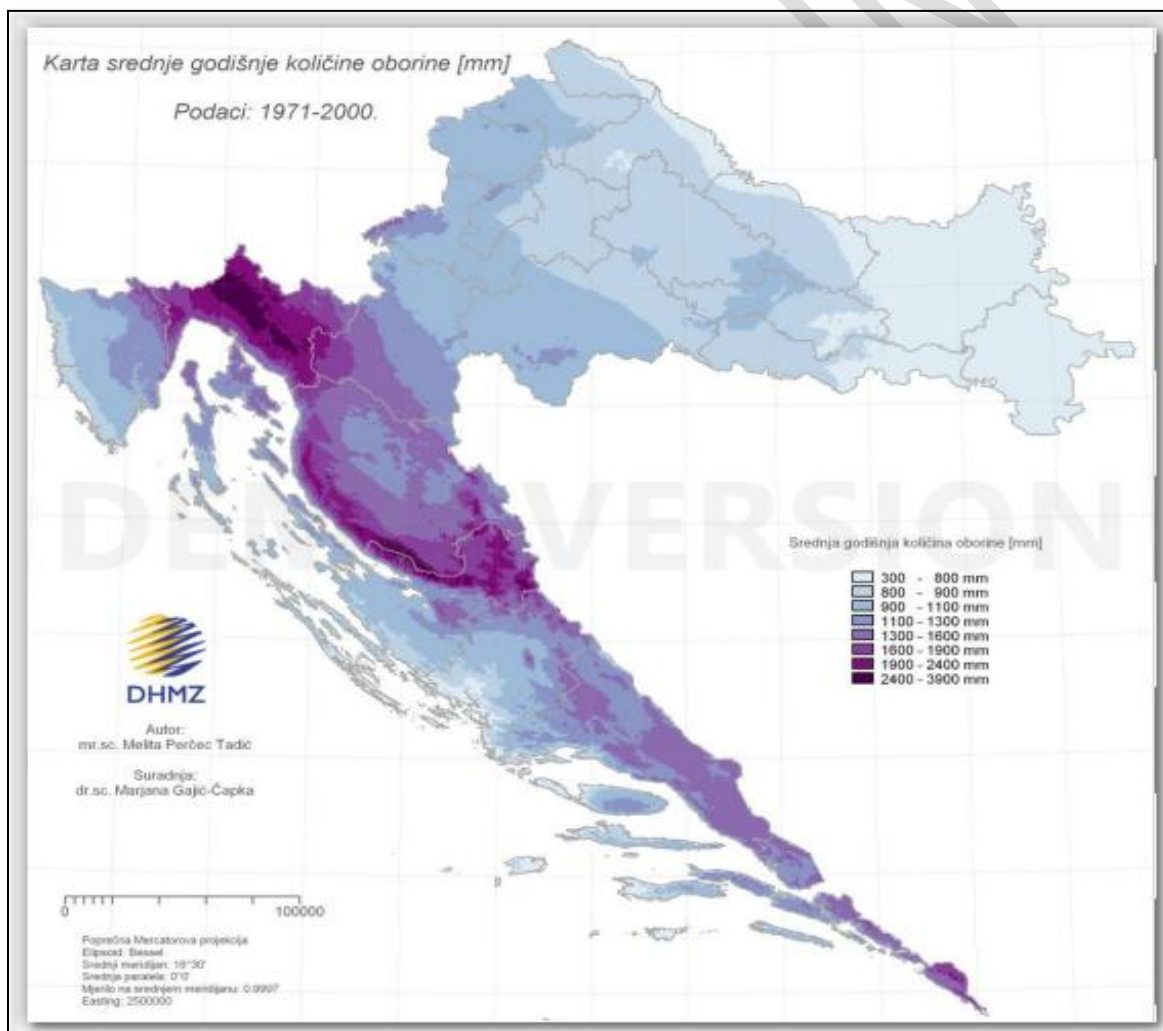 Karta srednje godišnje količine oborine [mm]
Podaci: 1971-2000.
DEMO VERSION
Srednja godišnja količina oborine [mm]
300 - 800 mm
800 - 900 mm
900 - 1100 mm
1100 - 1300 mm
1300 - 1600 mm
1600 - 1900 mm
1900 - 2400 mm
2400 - 3900 mm
DHMZ
Autor:
mr.sc. Melita Perčec Tadić
Suradnja:
dr.sc. Marjana Gajić-Čapka
0 100000
Poprečna Mercatorova projekcija
Elipsoid: Bessel
Srednji meridijan: 16°30'
Srednja paralela: 0°0'
Mjerilo na srednjem meridijanu: 0.9997
Easting: 2500000